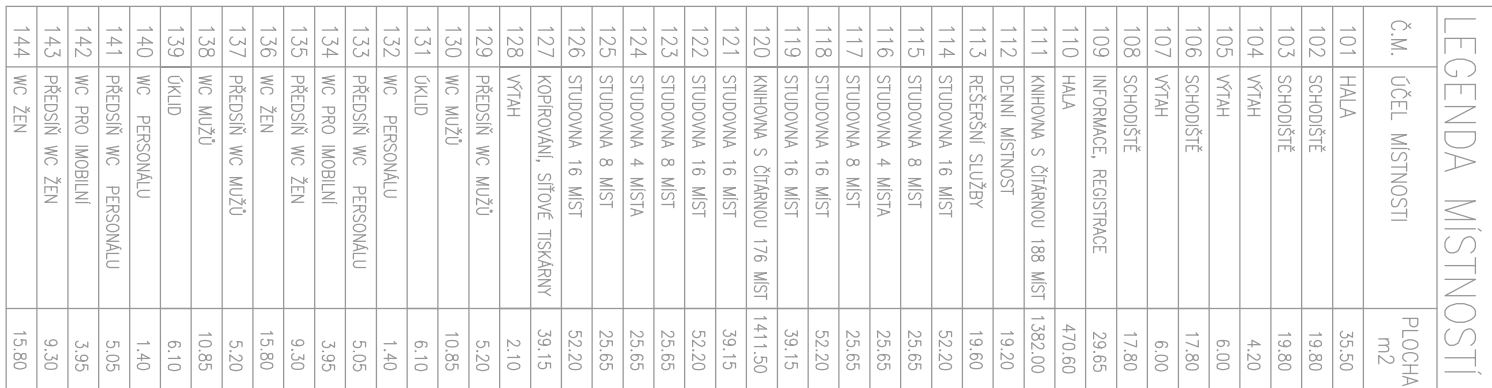 LEGENDA MÍSTNOSTÍ
Č.M. ÚČEL MÍSTNOSTI PLOCHA m2
101 HALA 35.50
102 SCHODIŠTĚ 19.80
103 SCHODIŠTĚ 19.80
104 VÝTAH 4.20
105 VÝTAH 6.00
106 SCHODIŠTĚ 17.80
107 VÝTAH 6.00
108 SCHODIŠTĚ 17.80
109 INFORMACE, REGISTRACE 29.65
110 HALA 470.60
111 KNIHOVNA S ČÍTÁRNOU 188 MÍST 1382.00
112 DENNÍ MÍSTNOST 19.20
113 REŠERŠNÍ SLUŽBY 19.60
114 STUDOVNA 16 MÍST 52.20
115 STUDOVNA 8 MÍST 25.65
116 STUDOVNA 4 MÍSTA 25.65
117 STUDOVNA 8 MÍST 25.65
118 STUDOVNA 16 MÍST 52.20
119 STUDOVNA 16 MÍST 39.15
120 KNIHOVNA S ČÍTÁRNOU 176 MÍST 1411.50
121 STUDOVNA 16 MÍST 39.15
122 STUDOVNA 16 MÍST 52.20
123 STUDOVNA 8 MÍST 25.65
124 STUDOVNA 4 MÍSTA 25.65
125 STUDOVNA 8 MÍST 25.65
126 STUDOVNA 16 MÍST 52.20
127 KOPÍROVÁNÍ, SÍŤOVÉ TISKÁRNY 39.15
128 VÝTAH 2.10
129 PŘEDSÍŇ WC MUŽŮ 5.20
130 WC MUŽŮ 10.85
131 ÚKLID 6.10
132 WC PERSONÁLU 1.40
133 PŘEDSÍŇ WC PERSONÁLU 5.05
134 WC PRO IMOBILNÍ 3.95
135 PŘEDSÍŇ WC ŽEN 9.30
136 WC ŽEN 15.80
137 PŘEDSÍŇ WC MUŽŮ 5.20
138 WC MUŽŮ 10.85
139 ÚKLID 6.10
140 WC PERSONÁLU 1.40
141 PŘEDSÍŇ WC PERSONÁLU 5.05
142 WC PRO IMOBILNÍ 3.95
143 PŘEDSÍŇ WC ŽEN 9.30
144 WC ŽEN 15.80